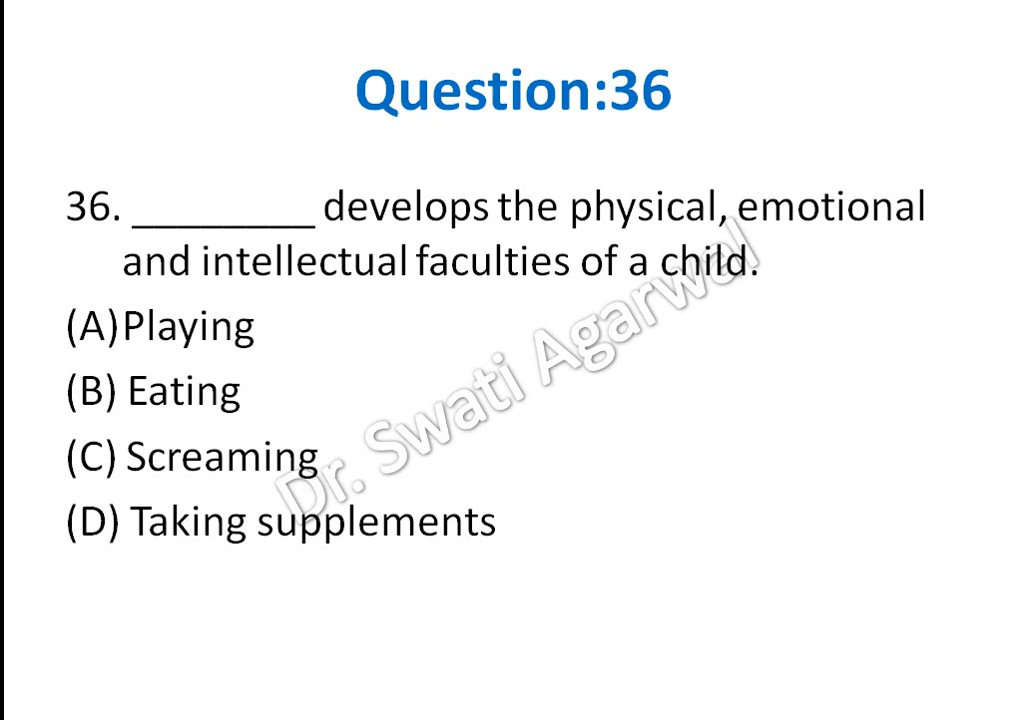 Question:36
36. ________ develops the physical, emotional
and intellectual faculties of a child.
(A)Playing
(B) Eating
(C) Screaming
(D) Taking supplements
Dr. Swati Agarwal